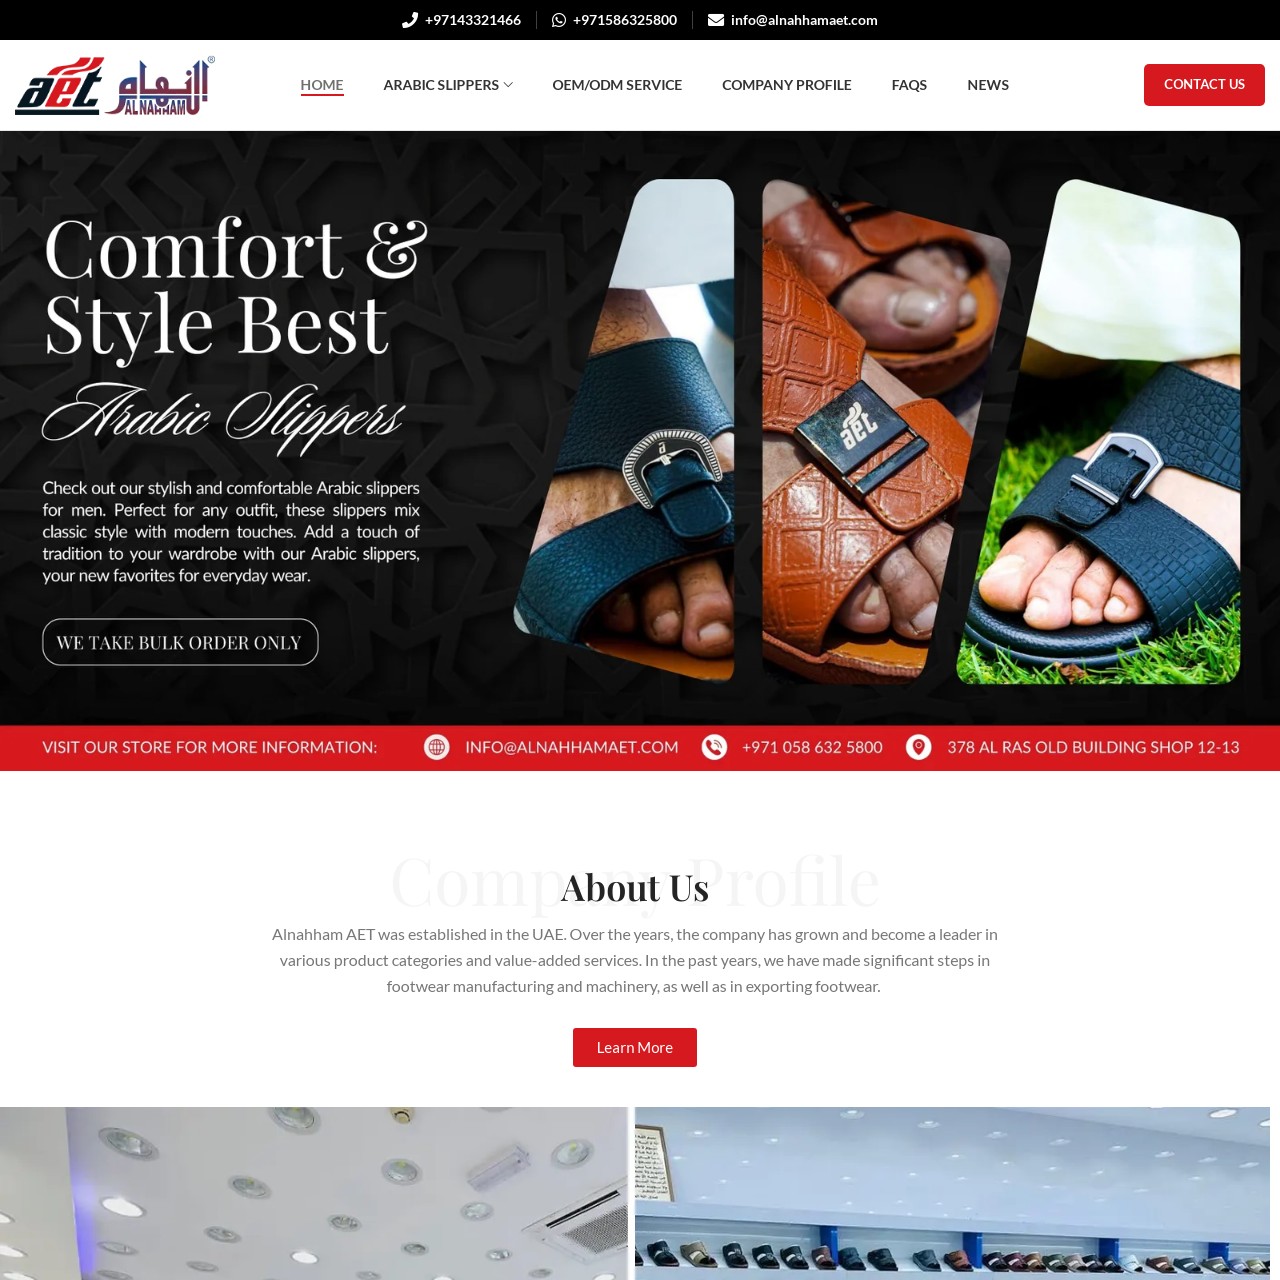 +97143321466
+971586325800
info@alnahhamaet.com
aet النهام ®
ALNAHHAM
HOME
ARABIC SLIPPERS
OEM/ODM SERVICE
COMPANY PROFILE
FAQS
NEWS
CONTACT US
Comfort &
Style Best
Arabic Slippers
Check out our stylish and comfortable Arabic slippers
for men. Perfect for any outfit, these slippers mix
classic style with modern touches. Add a touch of
tradition to your wardrobe with our Arabic slippers,
your new favorites for everyday wear.
WE TAKE BULK ORDER ONLY
aet
VISIT OUR STORE FOR MORE INFORMATION:
INFO@ALNAHHAMAET.COM
+971 058 632 5800
378 AL RAS OLD BUILDING SHOP 12-13
Company Profile
About Us
Alnahham AET was established in the UAE. Over the years, the company has grown and become a leader in
various product categories and value-added services. In the past years, we have made significant steps in
footwear manufacturing and machinery, as well as in exporting footwear.
Learn More